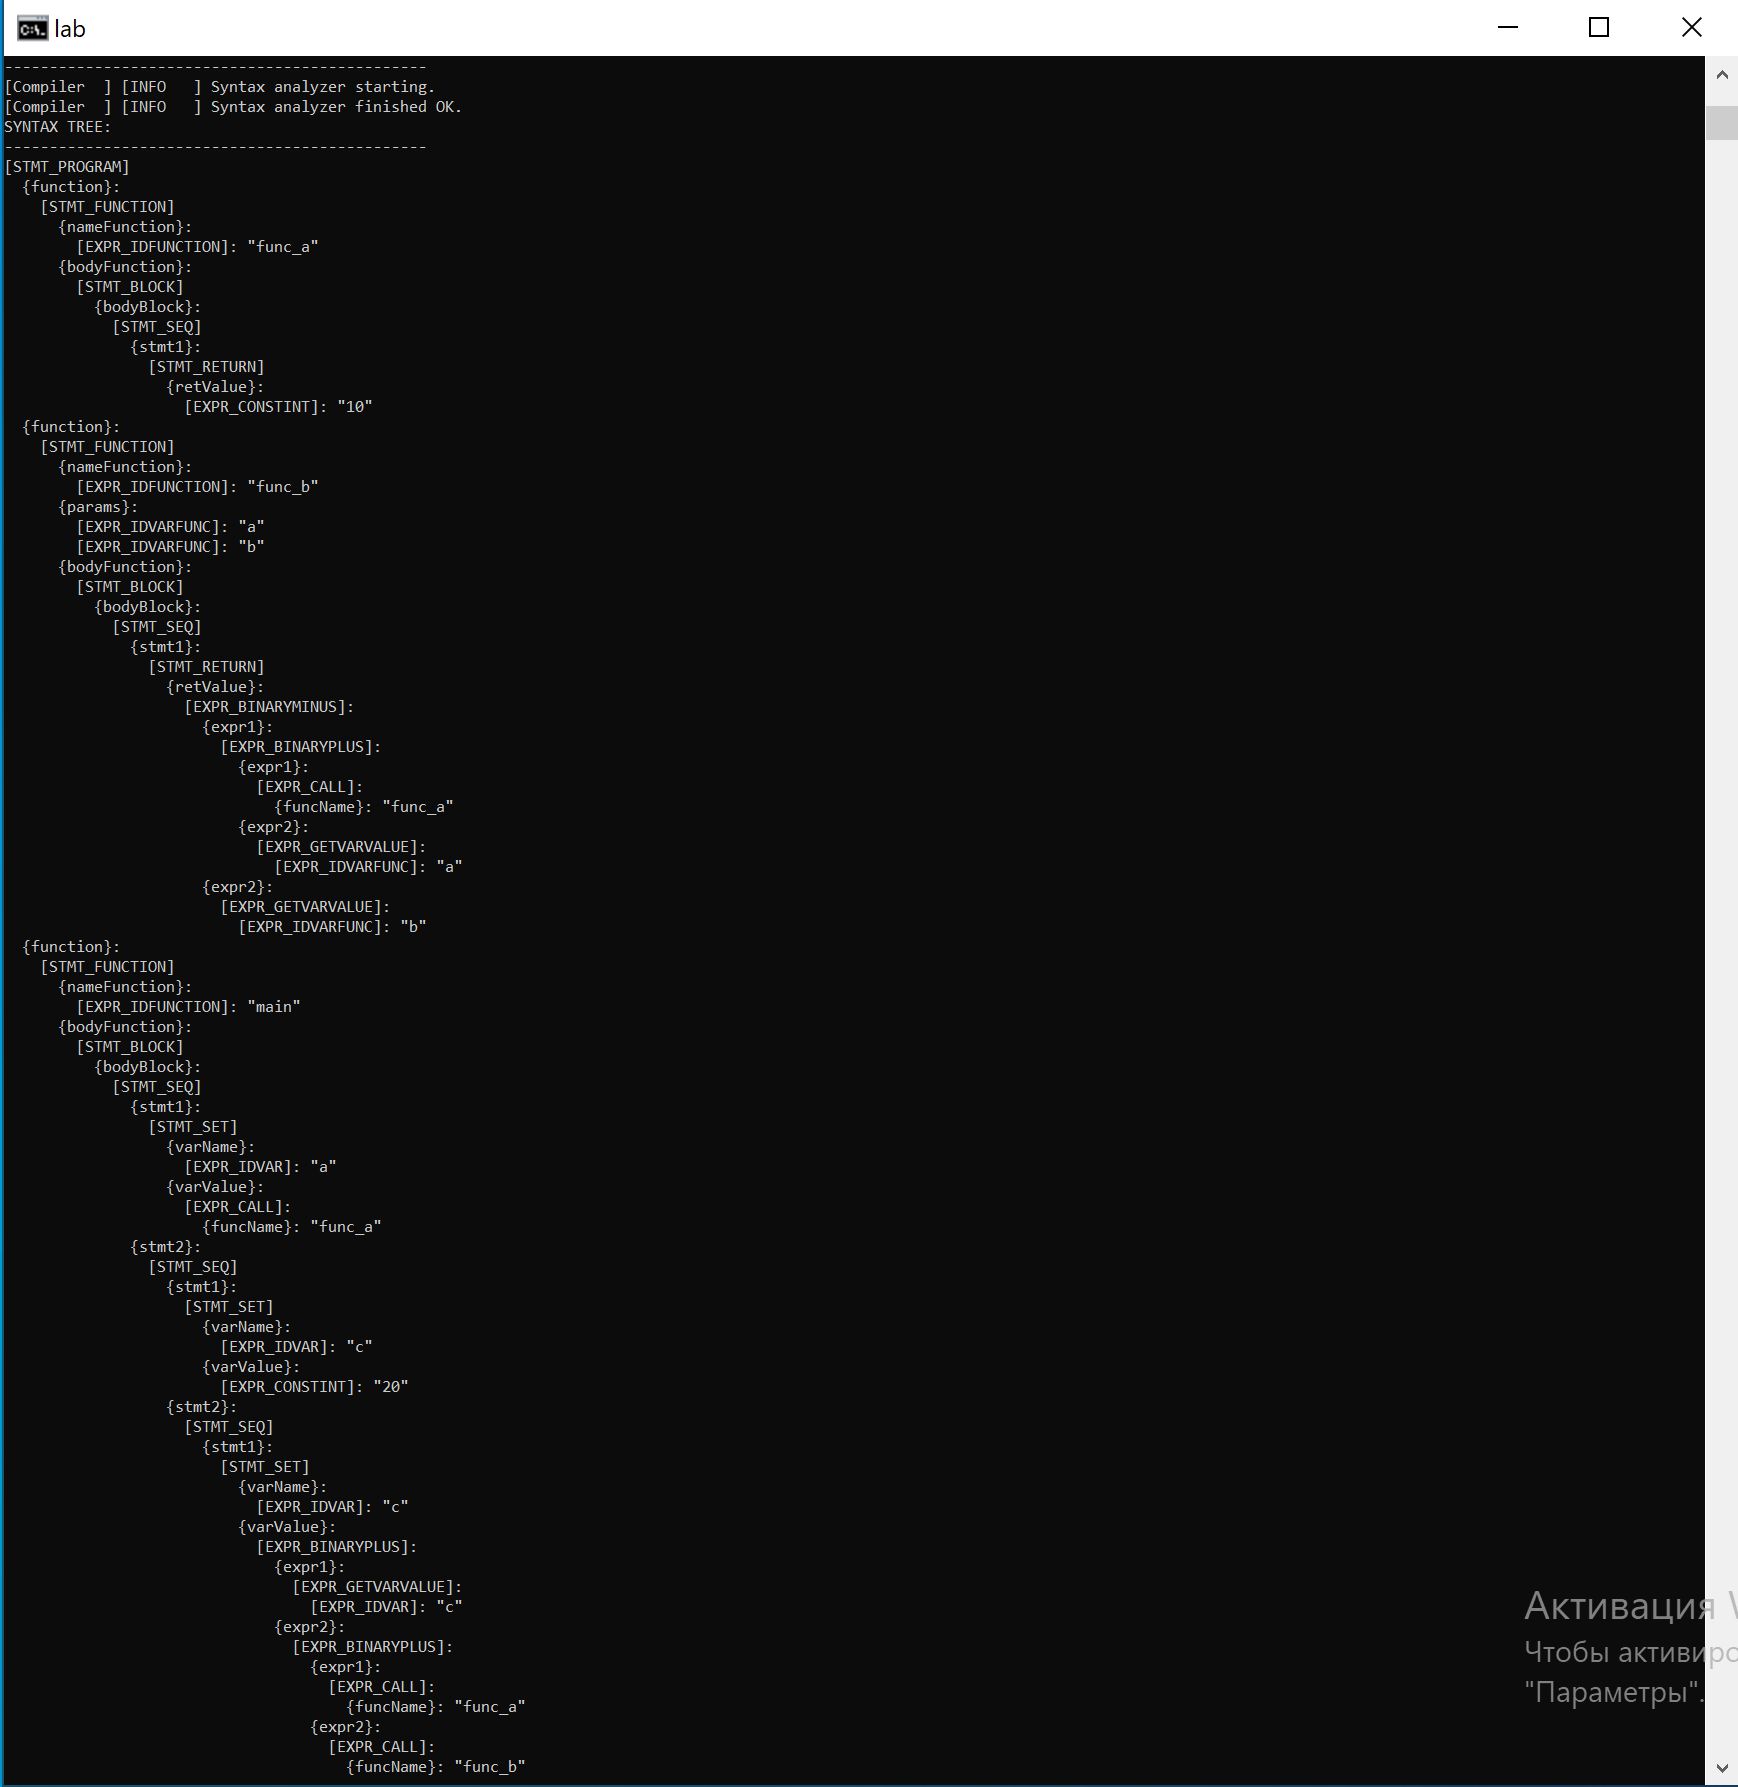 lab
-----------------------------------------------
[Compiler  ] [INFO   ] Syntax analyzer starting.
[Compiler  ] [INFO   ] Syntax analyzer finished OK.
SYNTAX TREE:
-----------------------------------------------
[STMT_PROGRAM]
  {function}:
    [STMT_FUNCTION]
      {nameFunction}:
        [EXPR_IDFUNCTION]: "func_a"
      {bodyFunction}:
        [STMT_BLOCK]
          {bodyBlock}:
            [STMT_SEQ]
              {stmt1}:
                [STMT_RETURN]
                  {retValue}:
                    [EXPR_CONSTINT]: "10"
  {function}:
    [STMT_FUNCTION]
      {nameFunction}:
        [EXPR_IDFUNCTION]: "func_b"
      {params}:
        [EXPR_IDVARFUNC]: "a"
        [EXPR_IDVARFUNC]: "b"
      {bodyFunction}:
        [STMT_BLOCK]
          {bodyBlock}:
            [STMT_SEQ]
              {stmt1}:
                [STMT_RETURN]
                  {retValue}:
                    [EXPR_BINARYMINUS]:
                      {expr1}:
                        [EXPR_BINARYPLUS]:
                          {expr1}:
                            [EXPR_CALL]:
                              {funcName}: "func_a"
                          {expr2}:
                            [EXPR_GETVARVALUE]:
                              [EXPR_IDVARFUNC]: "a"
                      {expr2}:
                        [EXPR_GETVARVALUE]:
                          [EXPR_IDVARFUNC]: "b"
  {function}:
    [STMT_FUNCTION]
      {nameFunction}:
        [EXPR_IDFUNCTION]: "main"
      {bodyFunction}:
        [STMT_BLOCK]
          {bodyBlock}:
            [STMT_SEQ]
              {stmt1}:
                [STMT_SET]
                  {varName}:
                    [EXPR_IDVAR]: "a"
                  {varValue}:
                    [EXPR_CALL]:
                      {funcName}: "func_a"
              {stmt2}:
                [STMT_SEQ]
                  {stmt1}:
                    [STMT_SET]
                      {varName}:
                        [EXPR_IDVAR]: "c"
                      {varValue}:
                        [EXPR_CONSTINT]: "20"
                  {stmt2}:
                    [STMT_SEQ]
                      {stmt1}:
                        [STMT_SET]
                          {varName}:
                            [EXPR_IDVAR]: "c"
                          {varValue}:
                            [EXPR_BINARYPLUS]:
                              {expr1}:
                                [EXPR_GETVARVALUE]:
                                  [EXPR_IDVAR]: "c"
                              {expr2}:
                                [EXPR_BINARYPLUS]:
                                  {expr1}:
                                    [EXPR_CALL]:
                                      {funcName}: "func_a"
                                  {expr2}:
                                    [EXPR_CALL]:
                                      {funcName}: "func_b"
Активация
Чтобы
"Параметры".